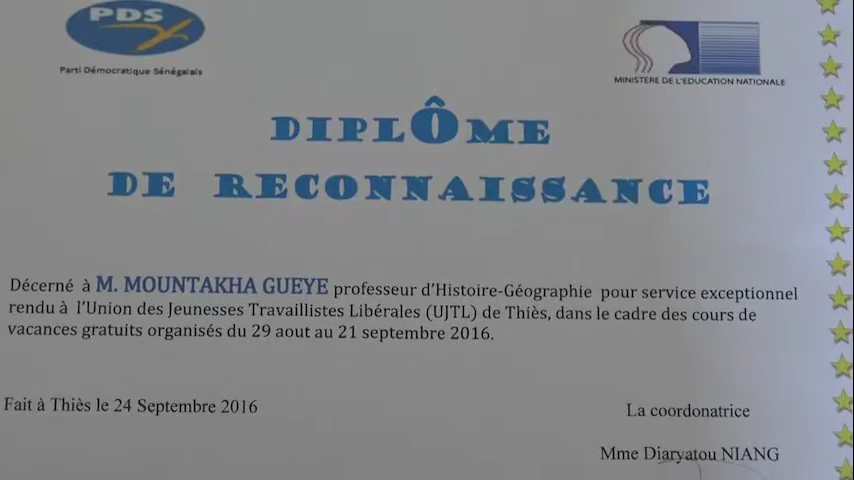 PDS
Parti Démocratique Sénégalais
MINISTERE DE L'EDUCATION NATIONALE
DIPLÔME
DE RECONNAISSANCE
Décerné à M. MOUNTAKHA GUEYE professeur d'Histoire-Géographie pour service exceptionnel
rendu à l'Union des Jeunesses Travaillistes Libérales (UJTL) de Thiès, dans le cadre des cours de
vacances gratuits organisés du 29 aout au 21 septembre 2016.
Fait à Thiès le 24 Septembre 2016
La coordonatrice
Mme Diaryatou NIANG